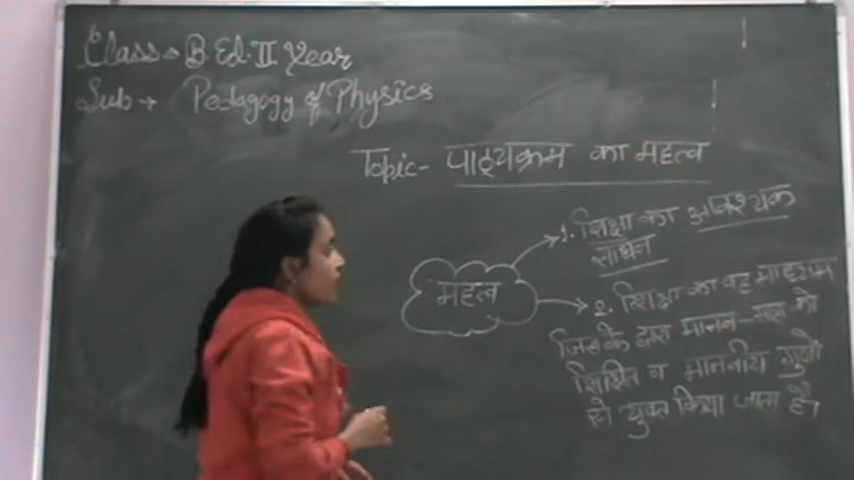 Class → B.Ed. II Year
Sub → Pedagogy of Physics
Topic- पाठ्यक्रम का महत्व
महत्व
1. शिक्षा का आवश्यक
साधन
2. शिक्षा का वह माध्यम
जिसके द्वारा मानव - को
शिक्षित व मानवीय गुणों
से युक्त किया जाता है।